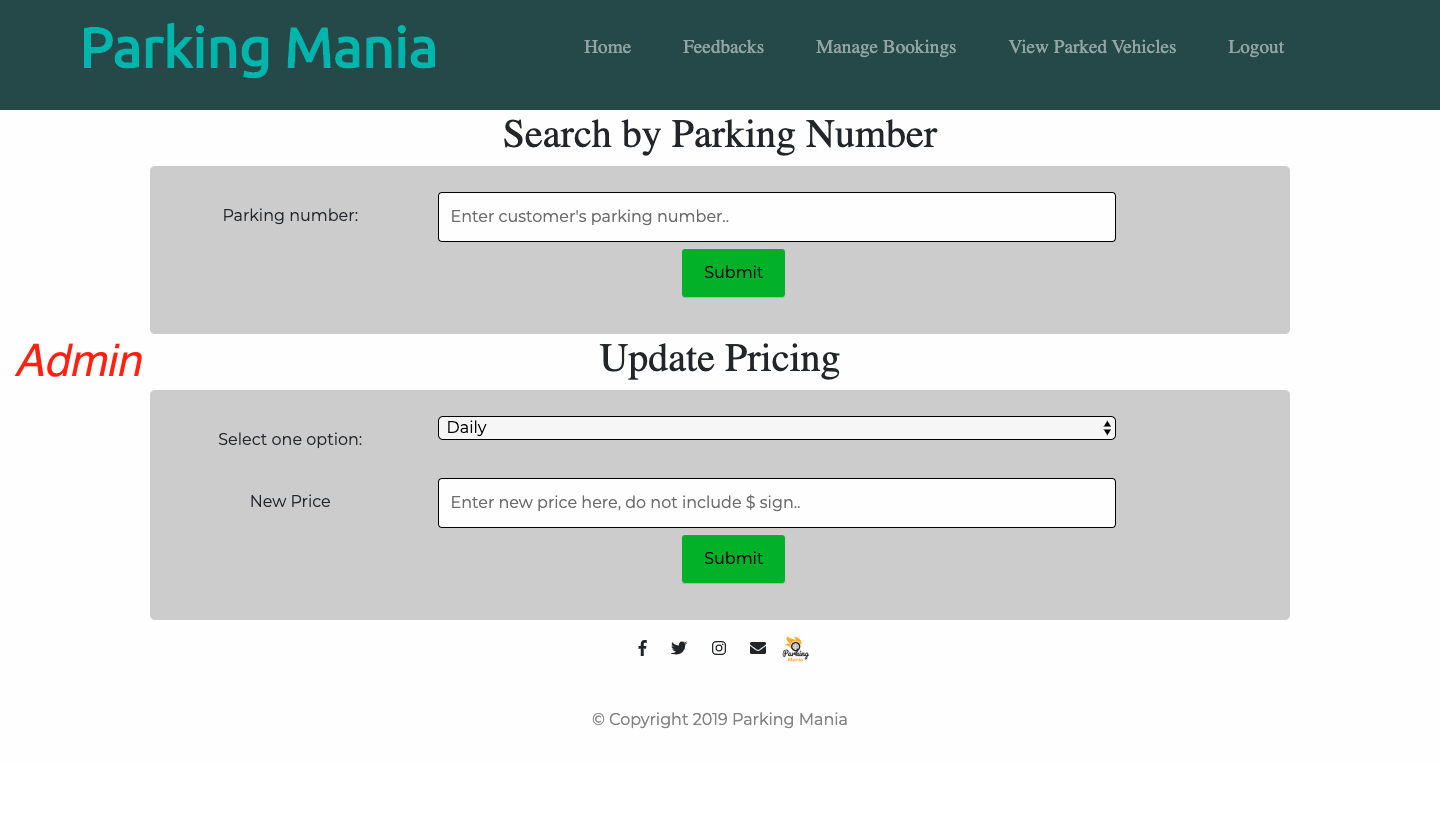 Parking Mania
Home Feedbacks Manage Bookings View Parked Vehicles Logout
Search by Parking Number
Parking number:
Enter customer's parking number..
Submit
Admin
Update Pricing
Select one option:
Daily
New Price
Enter new price here, do not include $ sign..
Submit
Parking
Mania
© Copyright 2019 Parking Mania